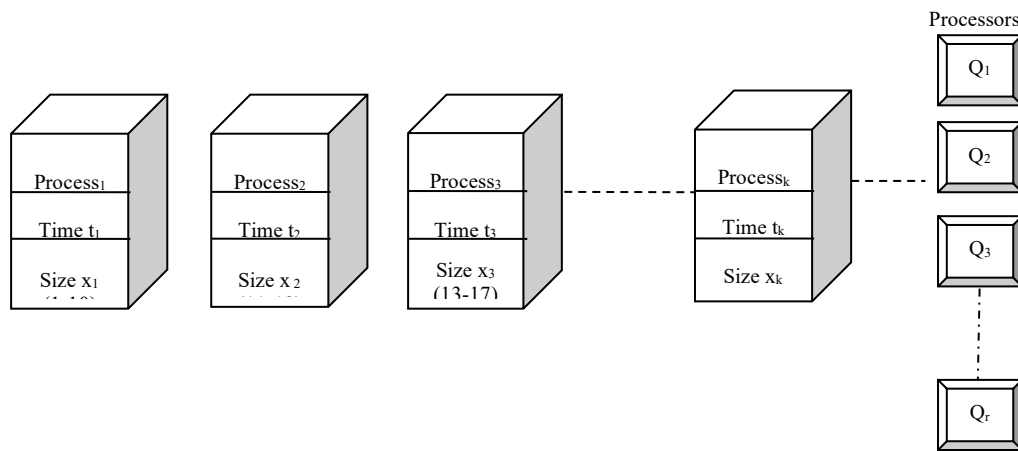 Processors
Q₁
Q₂
Q₃
Qᵣ
Process₁
Time t₁
Size x₁
Process₂
Time t₂
Size x₂
Process₃
Time t₃
Size x₃
(13-17)
Processₖ
Time tₖ
Size xₖ